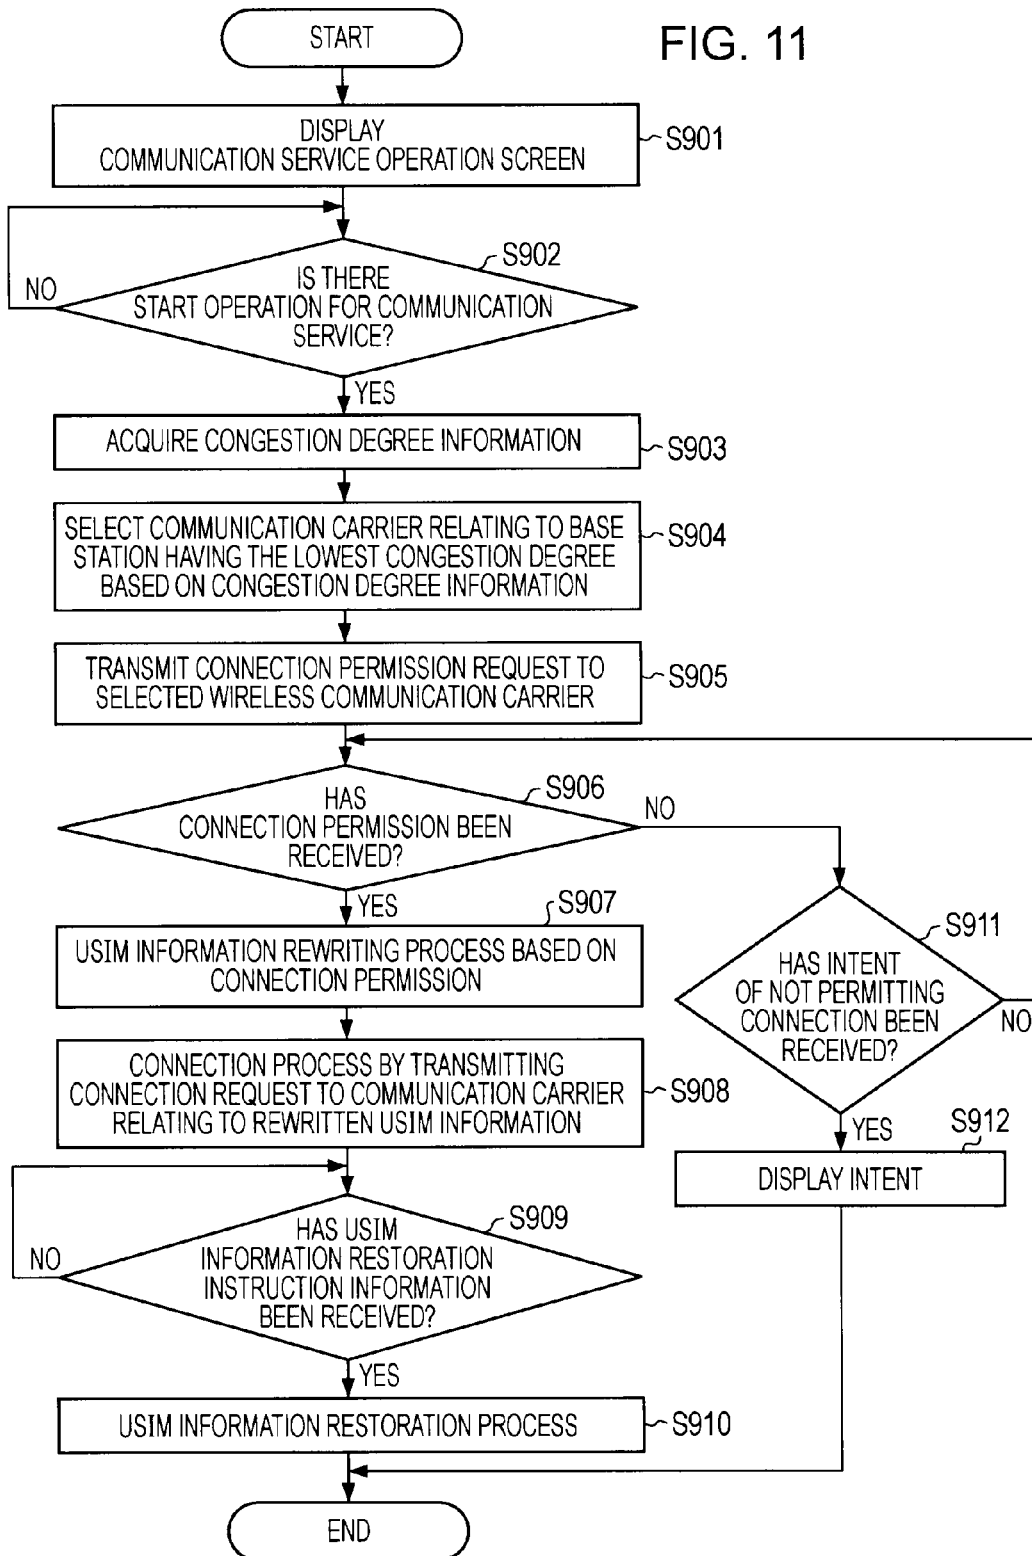 START
FIG. 11
DISPLAY
COMMUNICATION SERVICE OPERATION SCREEN
S901
S902
IS THERE
START OPERATION FOR COMMUNICATION
SERVICE?
NO
YES
ACQUIRE CONGESTION DEGREE INFORMATION
S903
SELECT COMMUNICATION CARRIER RELATING TO BASE
STATION HAVING THE LOWEST CONGESTION DEGREE
BASED ON CONGESTION DEGREE INFORMATION
S904
TRANSMIT CONNECTION PERMISSION REQUEST TO
SELECTED WIRELESS COMMUNICATION CARRIER
S905
S906
HAS
CONNECTION PERMISSION BEEN
RECEIVED?
NO
YES
S907
USIM INFORMATION REWRITING PROCESS BASED ON
CONNECTION PERMISSION
S911
HAS INTENT
OF NOT PERMITTING
CONNECTION BEEN
RECEIVED?
NO
YES
CONNECTION PROCESS BY TRANSMITTING
CONNECTION REQUEST TO COMMUNICATION CARRIER
RELATING TO REWRITTEN USIM INFORMATION
S908
S912
DISPLAY INTENT
S909
HAS USIM
INFORMATION RESTORATION
INSTRUCTION INFORMATION
BEEN RECEIVED?
NO
YES
USIM INFORMATION RESTORATION PROCESS
S910
END